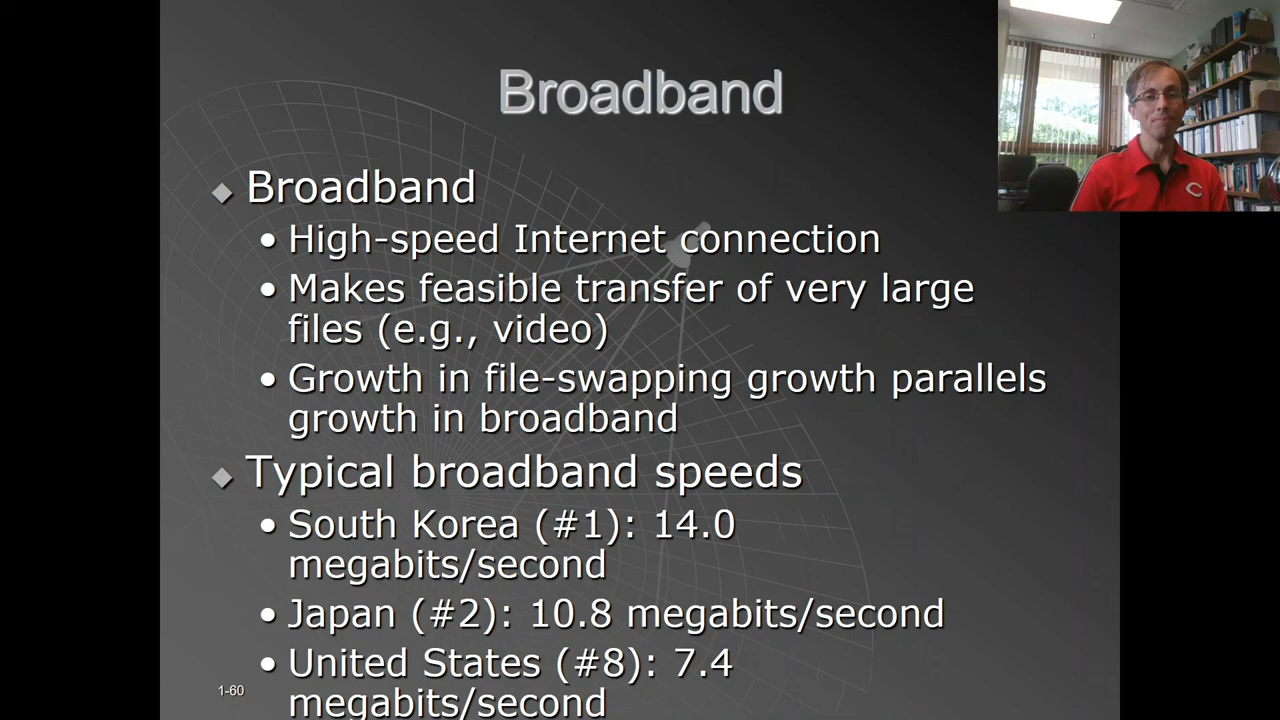 Broadband
Broadband
High-speed Internet connection
Makes feasible transfer of very large
files (e.g., video)
Growth in file-swapping growth parallels
growth in broadband
Typical broadband speeds
South Korea (#1): 14.0
megabits/second
Japan (#2): 10.8 megabits/second
United States (#8): 7.4
megabits/second
1-60